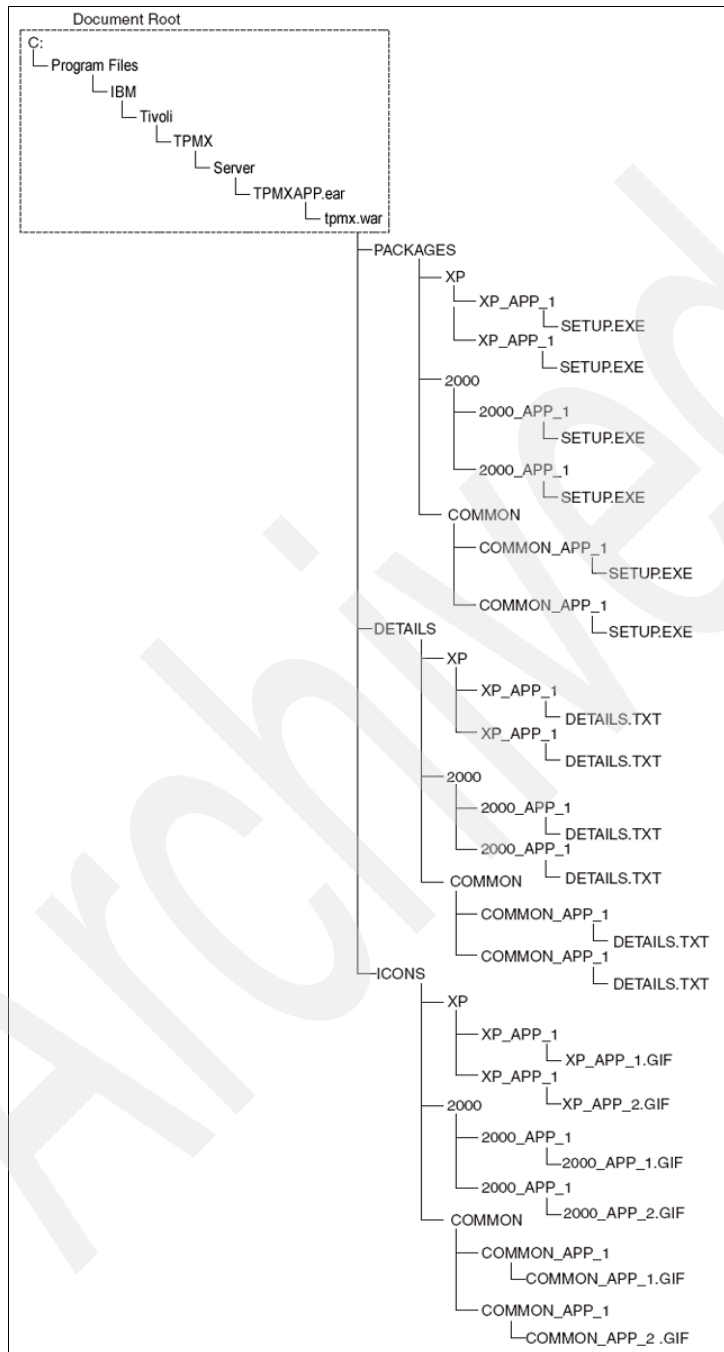 Document Root
C:
Program Files
IBM
Tivoli
TPMX
Server
TPMXAPP.ear
tpmx.war
PACKAGES
XP
XP_APP_1
SETUP.EXE
XP_APP_1
SETUP.EXE
2000
2000_APP_1
SETUP.EXE
2000_APP_1
SETUP.EXE
COMMON
COMMON_APP_1
SETUP.EXE
COMMON_APP_1
SETUP.EXE
DETAILS
XP
XP_APP_1
DETAILS.TXT
XP_APP_1
DETAILS.TXT
2000
2000_APP_1
DETAILS.TXT
2000_APP_1
DETAILS.TXT
COMMON
COMMON_APP_1
DETAILS.TXT
COMMON_APP_1
DETAILS.TXT
ICONS
XP
XP_APP_1
XP_APP_1.GIF
XP_APP_1
XP_APP_2.GIF
2000
2000_APP_1
2000_APP_1.GIF
2000_APP_1
2000_APP_2.GIF
COMMON
COMMON_APP_1
COMMON_APP_1.GIF
COMMON_APP_1
COMMON_APP_2 .GIF
Archived